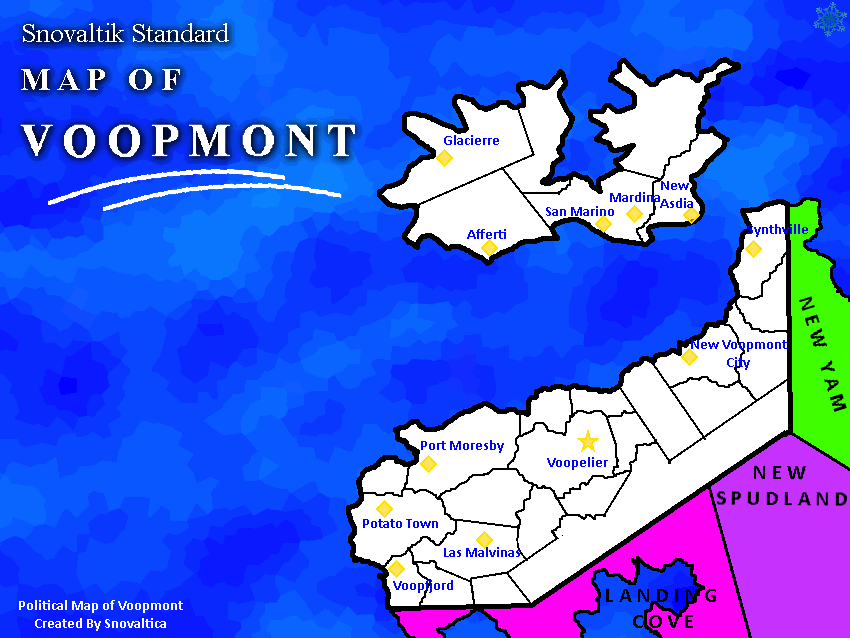 Snovaltik Standard
MAP OF
VOOPMONT
Glacierre
Afferti
San Marino
Mardina
New
Asdia
Synthville
NEW YAM
New Voopmont
City
Port Moresby
Voopelier
Potato Town
Las Malvinas
Voopfjord
NEW
SPUDLAND
LANDING
COVE
Political Map of Voopmont
Created By Snovaltica